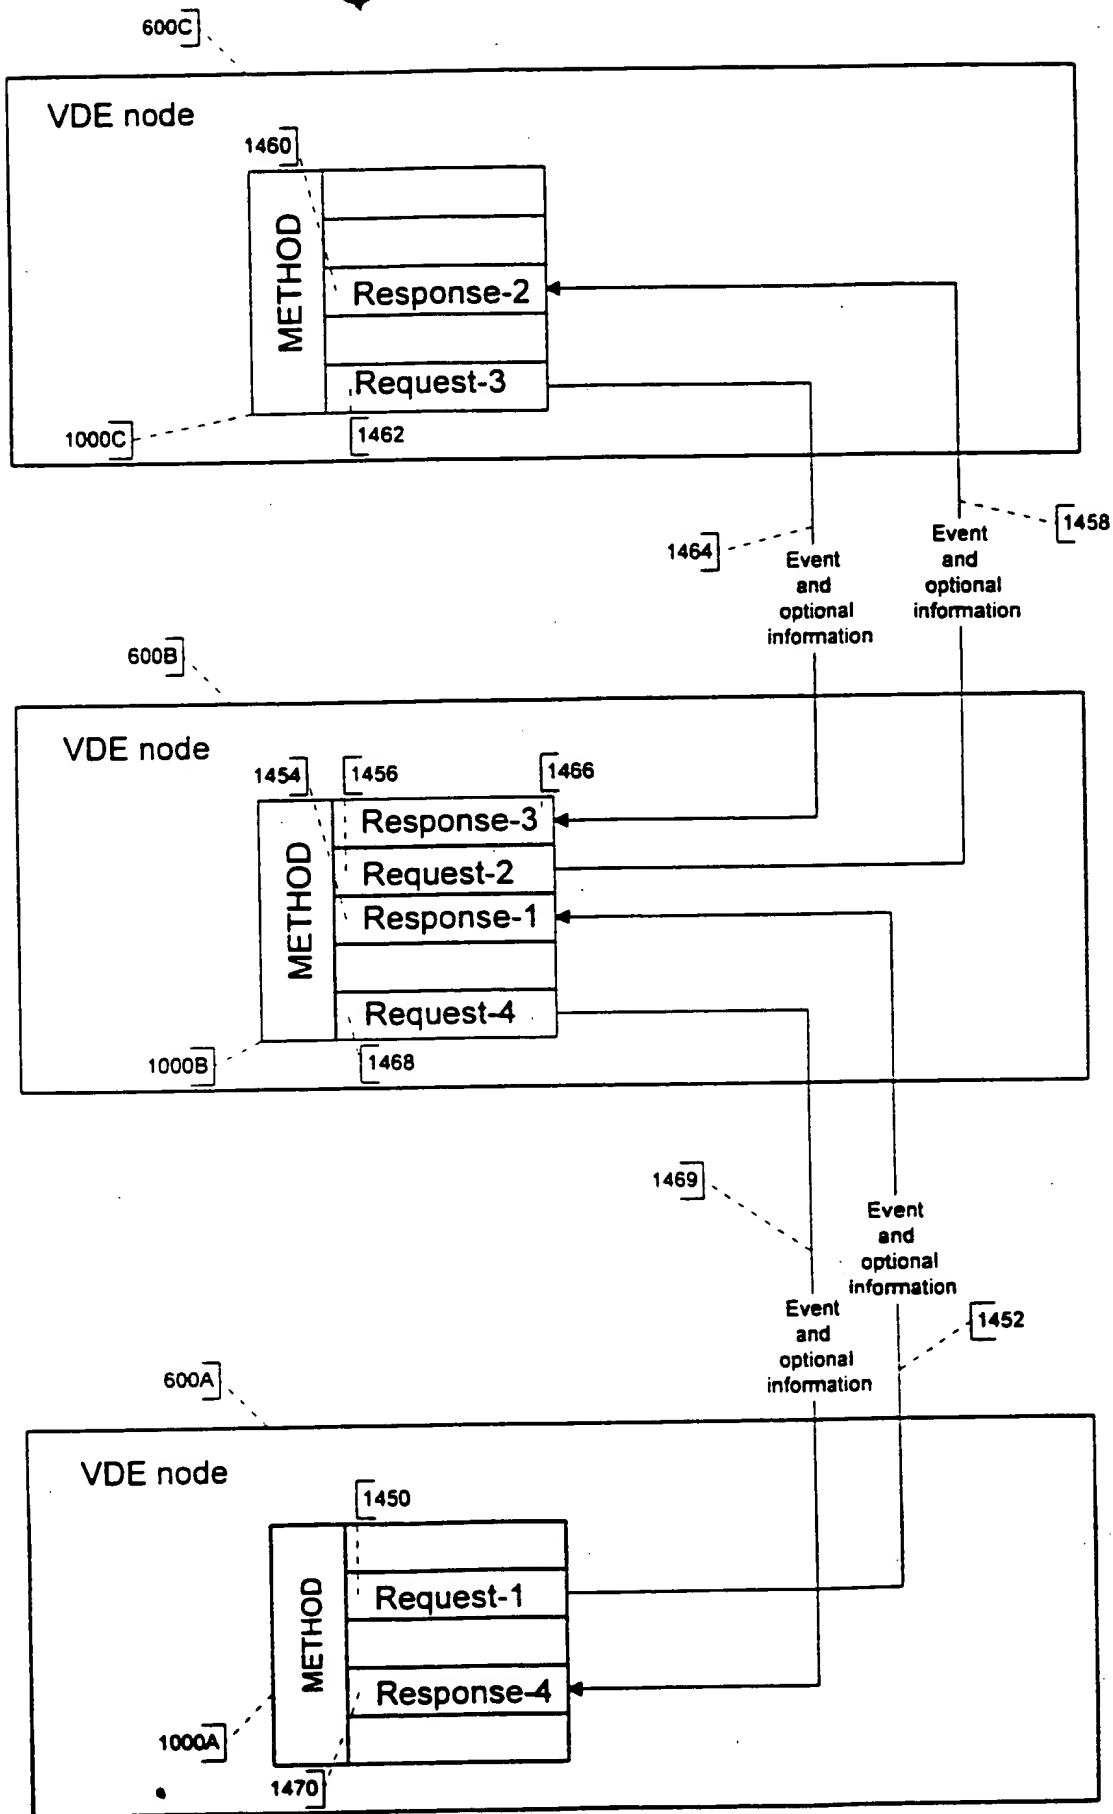 600C
VDE node
1460
METHOD
Response-2
Request-3
1000C
1462
1464
1458
Event
and
optional
information
Event
and
optional
information
600B
VDE node
1454
1456
1466
METHOD
Response-3
Request-2
Response-1
Request-4
1000B
1468
1469
Event
and
optional
information
Event
and
optional
information
1452
600A
VDE node
1450
METHOD
Request-1
Response-4
1000A
1470